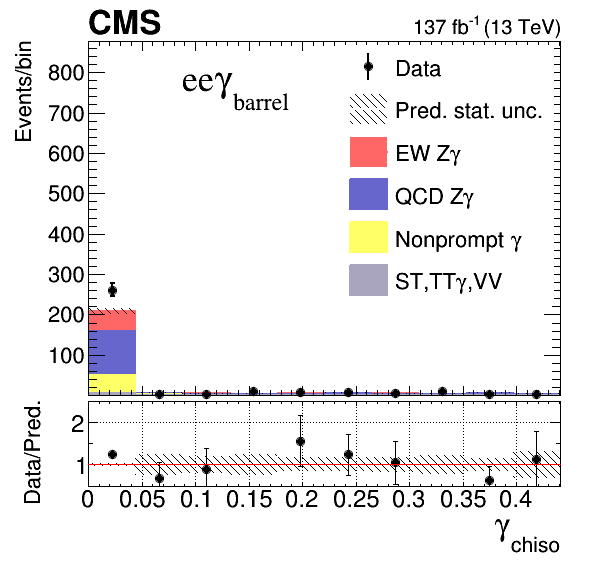 CMS 137 fb⁻¹ (13 TeV)
Events/bin
eeγbarrel
Data
Pred. stat. unc.
EW Zγ
QCD Zγ
Nonprompt γ
ST,TTγ,VV
800
700
600
500
400
300
200
100
Data/Pred.
2
1
0 0.05 0.1 0.15 0.2 0.25 0.3 0.35 0.4
γchiso